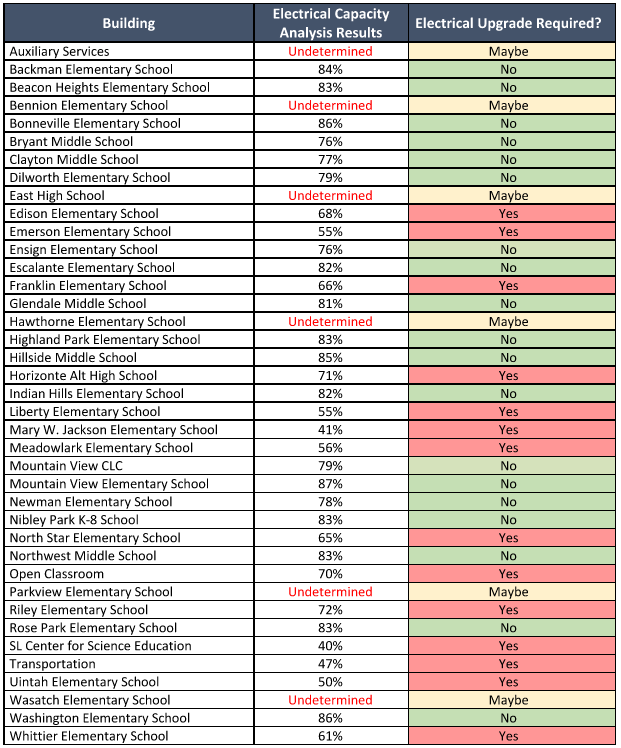 Building Electrical Capacity Analysis Results Electrical Upgrade Required?
Auxiliary Services Undetermined Maybe
Backman Elementary School 84% No
Beacon Heights Elementary School 83% No
Bennion Elementary School Undetermined Maybe
Bonneville Elementary School 86% No
Bryant Middle School 76% No
Clayton Middle School 77% No
Dilworth Elementary School 79% No
East High School Undetermined Maybe
Edison Elementary School 68% Yes
Emerson Elementary School 55% Yes
Ensign Elementary School 76% No
Escalante Elementary School 82% No
Franklin Elementary School 66% Yes
Glendale Middle School 81% No
Hawthorne Elementary School Undetermined Maybe
Highland Park Elementary School 83% No
Hillside Middle School 85% No
Horizonte Alt High School 71% Yes
Indian Hills Elementary School 82% No
Liberty Elementary School 55% Yes
Mary W. Jackson Elementary School 41% Yes
Meadowlark Elementary School 56% Yes
Mountain View CLC 79% No
Mountain View Elementary School 87% No
Newman Elementary School 78% No
Nibley Park K-8 School 83% No
North Star Elementary School 65% Yes
Northwest Middle School 83% No
Open Classroom 70% Yes
Parkview Elementary School Undetermined Maybe
Riley Elementary School 72% Yes
Rose Park Elementary School 83% No
SL Center for Science Education 40% Yes
Transportation 47% Yes
Uintah Elementary School 50% Yes
Wasatch Elementary School Undetermined Maybe
Washington Elementary School 86% No
Whittier Elementary School 61% Yes